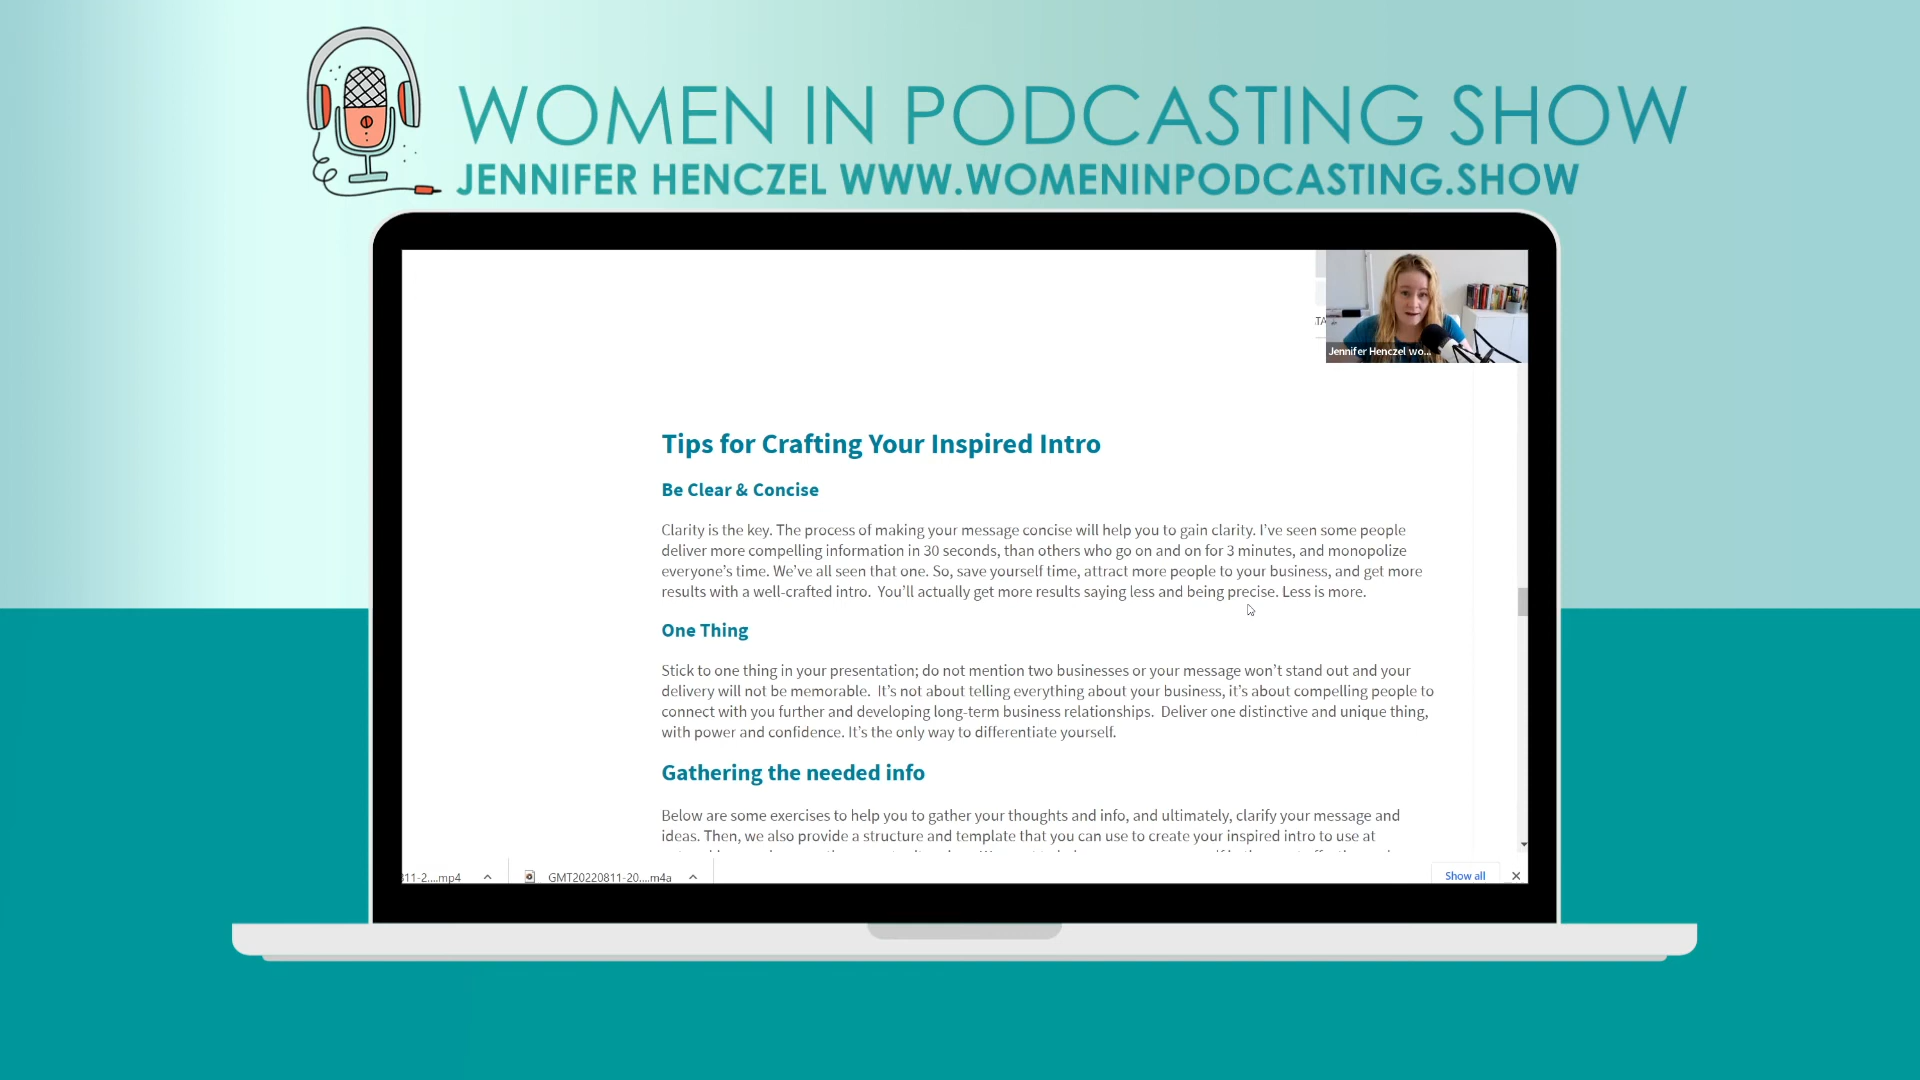 WOMEN IN PODCASTING SHOW
JENNIFER HENCZEL WWW.WOMENINPODCASTING.SHOW
Jennifer Henczel wo...
Tips for Crafting Your Inspired Intro
Be Clear & Concise
Clarity is the key. The process of making your message concise will help you to gain clarity. I've seen some people
deliver more compelling information in 30 seconds, than others who go on and on for 3 minutes, and monopolize
everyone's time. We've all seen that one. So, save yourself time, attract more people to your business, and get more
results with a well-crafted intro.  You'll actually get more results saying less and being precise. Less is more.
One Thing
Stick to one thing in your presentation; do not mention two businesses or your message won't stand out and your
delivery will not be memorable.  It's not about telling everything about your business, it's about compelling people to
connect with you further and developing long-term business relationships.  Deliver one distinctive and unique thing,
with power and confidence. It's the only way to differentiate yourself.
Gathering the needed info
Below are some exercises to help you to gather your thoughts and info, and ultimately, clarify your message and
ideas. Then, we also provide a structure and template that you can use to create your inspired intro to use at
811-2....mp4
GMT20220811-20....m4a
Show all